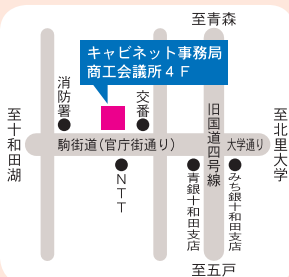 至青森
キャビネット事務局
商工会議所4F
消防署
交番
旧国道四号線
至十和田湖
駒街道(官庁街通り)
大学通り
至北里大学
NTT
青銀十和田支店
みち銀十和田支店
至五戸